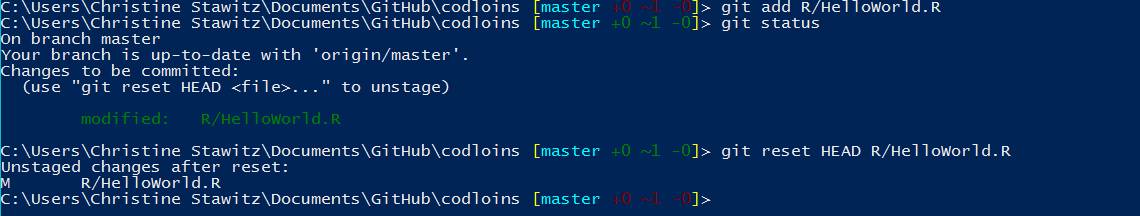 C:\Users\Christine Stawitz\Documents\GitHub\codloins [master +0 ~1 -0]> git add R/HelloWorld.R
C:\Users\Christine Stawitz\Documents\GitHub\codloins [master +0 ~1 -0]> git status
On branch master
Your branch is up-to-date with 'origin/master'.
Changes to be committed:
  (use "git reset HEAD <file>..." to unstage)
        modified:   R/HelloWorld.R
C:\Users\Christine Stawitz\Documents\GitHub\codloins [master +0 ~1 -0]> git reset HEAD R/HelloWorld.R
Unstaged changes after reset:
M       R/HelloWorld.R
C:\Users\Christine Stawitz\Documents\GitHub\codloins [master +0 ~1 -0]>